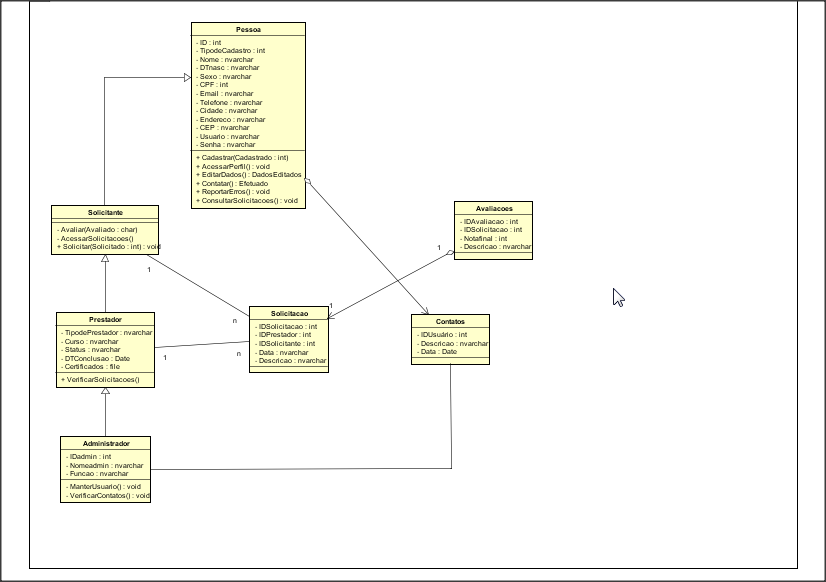 Pessoa
- ID : int
- TipodeCadastro : int
- Nome : nvarchar
- DTnasc : nvarchar
- Sexo : nvarchar
- CPF : int
- Email : nvarchar
- Telefone : nvarchar
- Cidade : nvarchar
- Endereco : nvarchar
- CEP : nvarchar
- Usuario : nvarchar
- Senha : nvarchar
+ Cadastrar(Cadastrado : int)
+ AcessarPerfil() : void
+ EditarDados() : DadosEditados
+ Contatar() : Efetuado
+ ReportarErros() : void
+ ConsultarSolicitacoes() : void
Solicitante
- Avaliar(Avaliado : char)
- AcessarSolicitacoes()
+ Solicitar(Solicitado : int) : void
Avaliacoes
- IDAvaliacao : int
- IDSolicitacao : int
- Notafinal : int
- Descricao : nvarchar
1
1
n
1
Prestador
- TipodePrestador : nvarchar
- Curso : nvarchar
- Status : nvarchar
- DTConclusao : Date
- Certificados : file
+ VerificarSolicitacoes()
1
n
Solicitacao
- IDSolicitacao : int
- IDPrestador : int
- IDSolicitante : int
- Data : nvarchar
- Descricao : nvarchar
Contatos
- IDUsuário : int
- Descricao : nvarchar
- Data : Date
Administrador
- IDadmin : int
- Nomeadmin : nvarchar
- Funcao : nvarchar
- ManterUsuario() : void
- VerificarContatos() : void